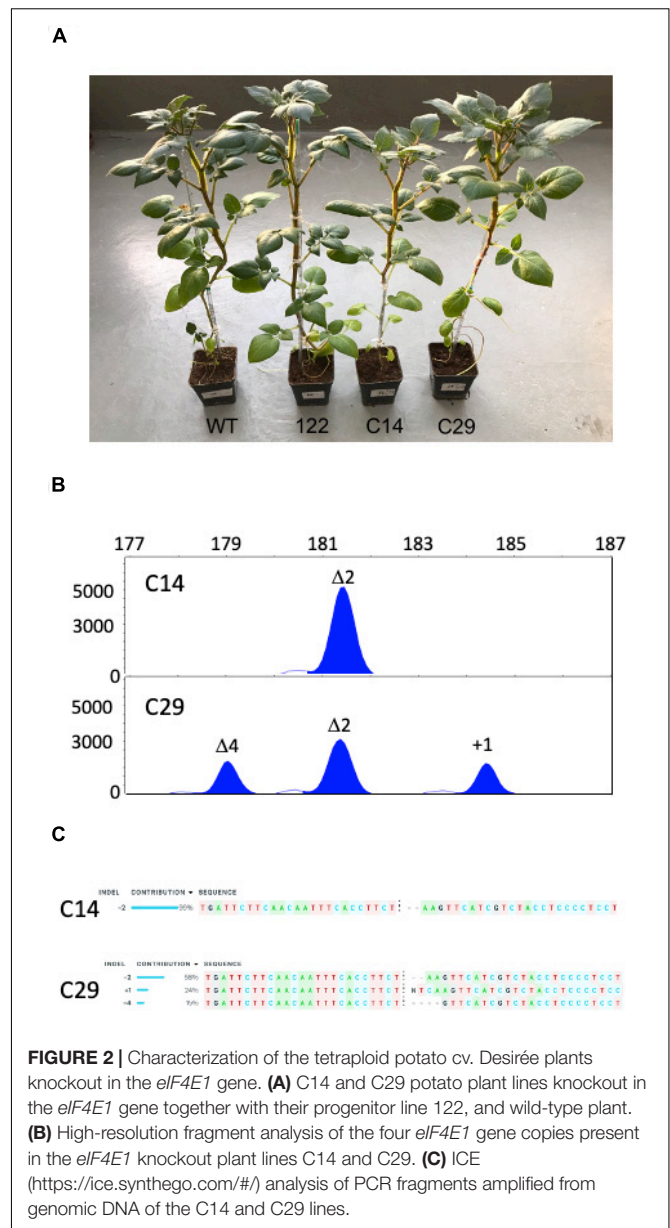 A
WT 122 C14 C29
B
177 179 181 183 185 187
C14
Δ2
5000
3000
0
C29
Δ4
Δ2
+1
5000
3000
0
C
INDEL CONTRIBUTION ▾ SEQUENCE
C14 -2 TGATTCTTCAACAATTTCACCTTCT --AAGTTCATCGTCTACCTCCCCTCCT
INDEL CONTRIBUTION ▾ SEQUENCE
C29
-2 58% TGATTCTTCAACAATTTCACCTTCT --AAGTTCATCGTCTACCTCCCCTCCT
+1 24% TGATTCTTCAACAATTTCACCTTCT NTCAAGTTCATCGTCTACCTCCCCTCC
-4 15% TGATTCTTCAACAATTTCACCTTCT ----GTTCATCGTCTACCTCCCCTCCT
FIGURE 2 | Characterization of the tetraploid potato cv. Desirée plants
knockout in the eIF4E1 gene. (A) C14 and C29 potato plant lines knockout in
the eIF4E1 gene together with their progenitor line 122, and wild-type plant.
(B) High-resolution fragment analysis of the four eIF4E1 gene copies present
in the eIF4E1 knockout plant lines C14 and C29. (C) ICE
(https://ice.synthego.com/#/) analysis of PCR fragments amplified from
genomic DNA of the C14 and C29 lines.